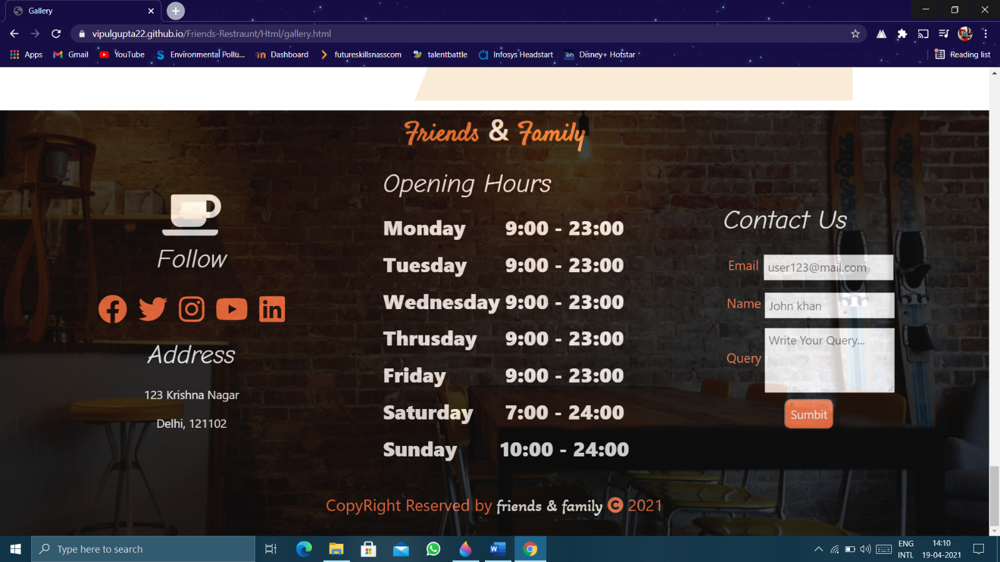 Gallery
vipulgupta22.github.io/Friends-Restraunt/Html/gallery.html
Apps Gmail YouTube Environmental Pollu... Dashboard futureskillsnasscom talentbattle Infosys Headstart Disney+ Hotstar Reading list
Friends & Family
Follow
Address
123 Krishna Nagar
Delhi, 121102
Opening Hours
Monday 9:00 - 23:00
Tuesday 9:00 - 23:00
Wednesday 9:00 - 23:00
Thrusday 9:00 - 23:00
Friday 9:00 - 23:00
Saturday 7:00 - 24:00
Sunday 10:00 - 24:00
Contact Us
Email user123@mail.com
Name John khan
Query Write Your Query...
Sumbit
CopyRight Reserved by friends & family © 2021
Type here to search
ENG
INTL
14:10
19-04-2021